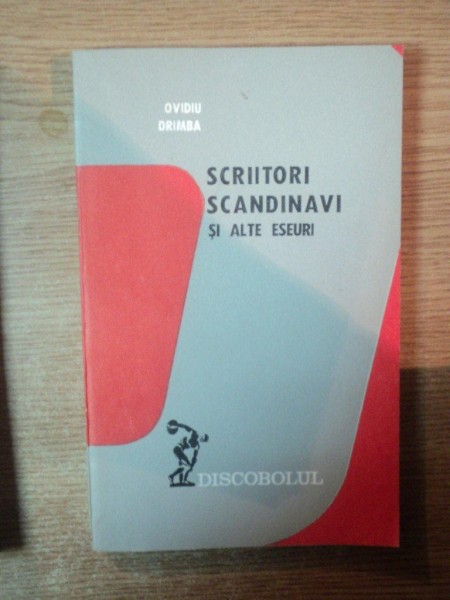 OVIDIU
DRIMBA
SCRIITORI
SCANDINAVI
ȘI ALTE ESEURI
DISCOBOLUL